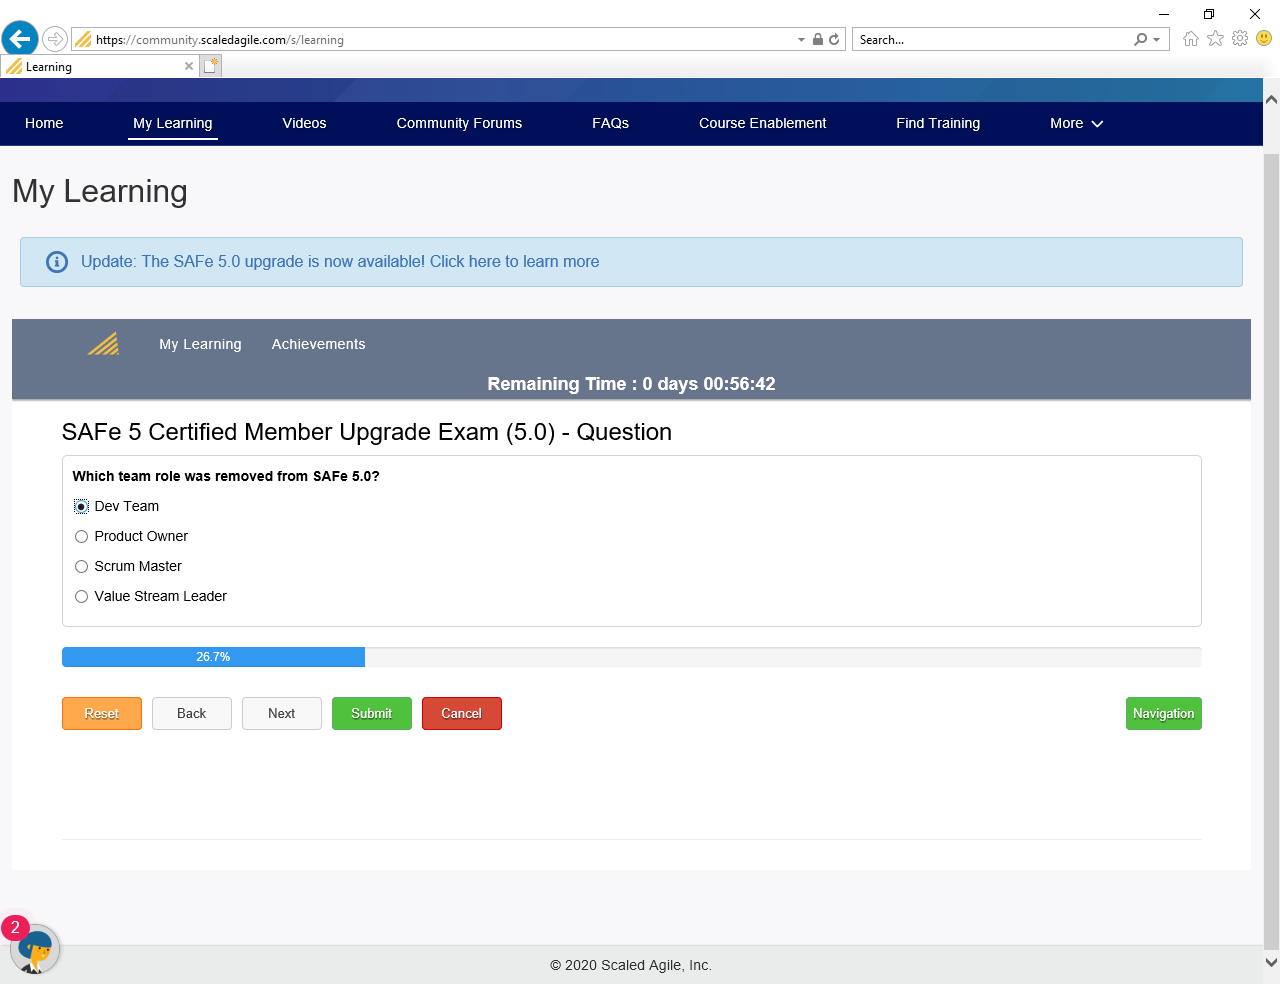 https://community.scaledagile.com/s/learning
Search...
Learning
Home
My Learning
Videos
Community Forums
FAQs
Course Enablement
Find Training
More
My Learning
Update: The SAFe 5.0 upgrade is now available! Click here to learn more
My Learning
Achievements
Remaining Time : 0 days 00:56:42
SAFe 5 Certified Member Upgrade Exam (5.0) - Question
Which team role was removed from SAFe 5.0?
Dev Team
Product Owner
Scrum Master
Value Stream Leader
26.7%
Reset
Back
Next
Submit
Cancel
Navigation
2
© 2020 Scaled Agile, Inc.